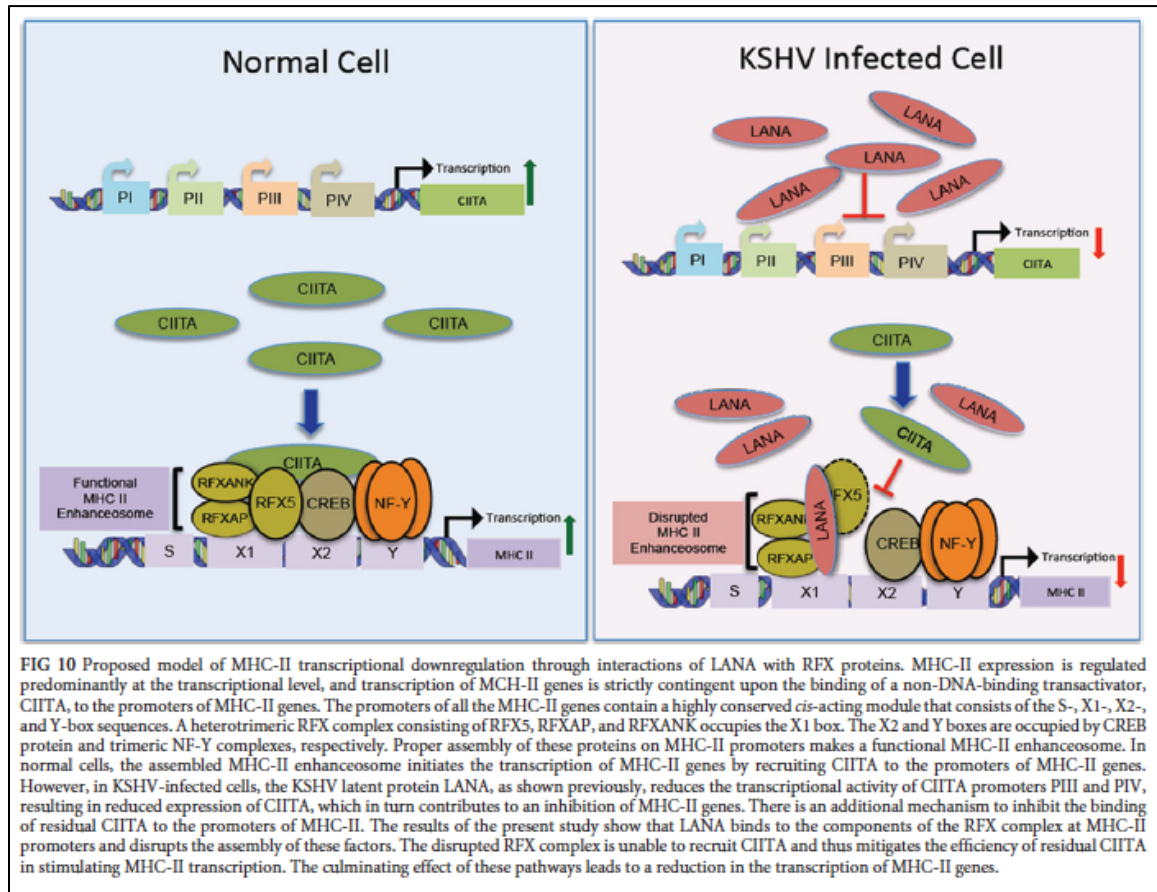 Normal Cell
PI PII PIII PIV Transcription CIITA
CIITA
CIITA CIITA
CIITA
CIITA
Functional MHC II Enhanceosome
RFXANK RFXAP RFX5 CREB NF-Y
Transcription
S X1 X2 Y MHC II
KSHV Infected Cell
LANA LANA
LANA
LANA LANA
PI PII PIII PIV Transcription CIITA
CIITA
LANA LANA
LANA CIITA
Disrupted MHC II Enhanceosome
RFXAN RFXAP LANA FX5 CREB NF-Y
Transcription
S X1 X2 Y MHC II
FIG 10 Proposed model of MHC-II transcriptional downregulation through interactions of LANA with RFX proteins. MHC-II expression is regulated
predominantly at the transcriptional level, and transcription of MCH-II genes is strictly contingent upon the binding of a non-DNA-binding transactivator,
CIITA, to the promoters of MHC-II genes. The promoters of all the MHC-II genes contain a highly conserved cis-acting module that consists of the S-, X1-, X2-,
and Y-box sequences. A heterotrimeric RFX complex consisting of RFX5, RFXAP, and RFXANK occupies the X1 box. The X2 and Y boxes are occupied by CREB
protein and trimeric NF-Y complexes, respectively. Proper assembly of these proteins on MHC-II promoters makes a functional MHC-II enhanceosome. In
normal cells, the assembled MHC-II enhanceosome initiates the transcription of MHC-II genes by recruiting CIITA to the promoters of MHC-II genes.
However, in KSHV-infected cells, the KSHV latent protein LANA, as shown previously, reduces the transcriptional activity of CIITA promoters PIII and PIV,
resulting in reduced expression of CIITA, which in turn contributes to an inhibition of MHC-II genes. There is an additional mechanism to inhibit the binding
of residual CIITA to the promoters of MHC-II. The results of the present study show that LANA binds to the components of the RFX complex at MHC-II
promoters and disrupts the assembly of these factors. The disrupted RFX complex is unable to recruit CIITA and thus mitigates the efficiency of residual CIITA
in stimulating MHC-II transcription. The culminating effect of these pathways leads to a reduction in the transcription of MHC-II genes.